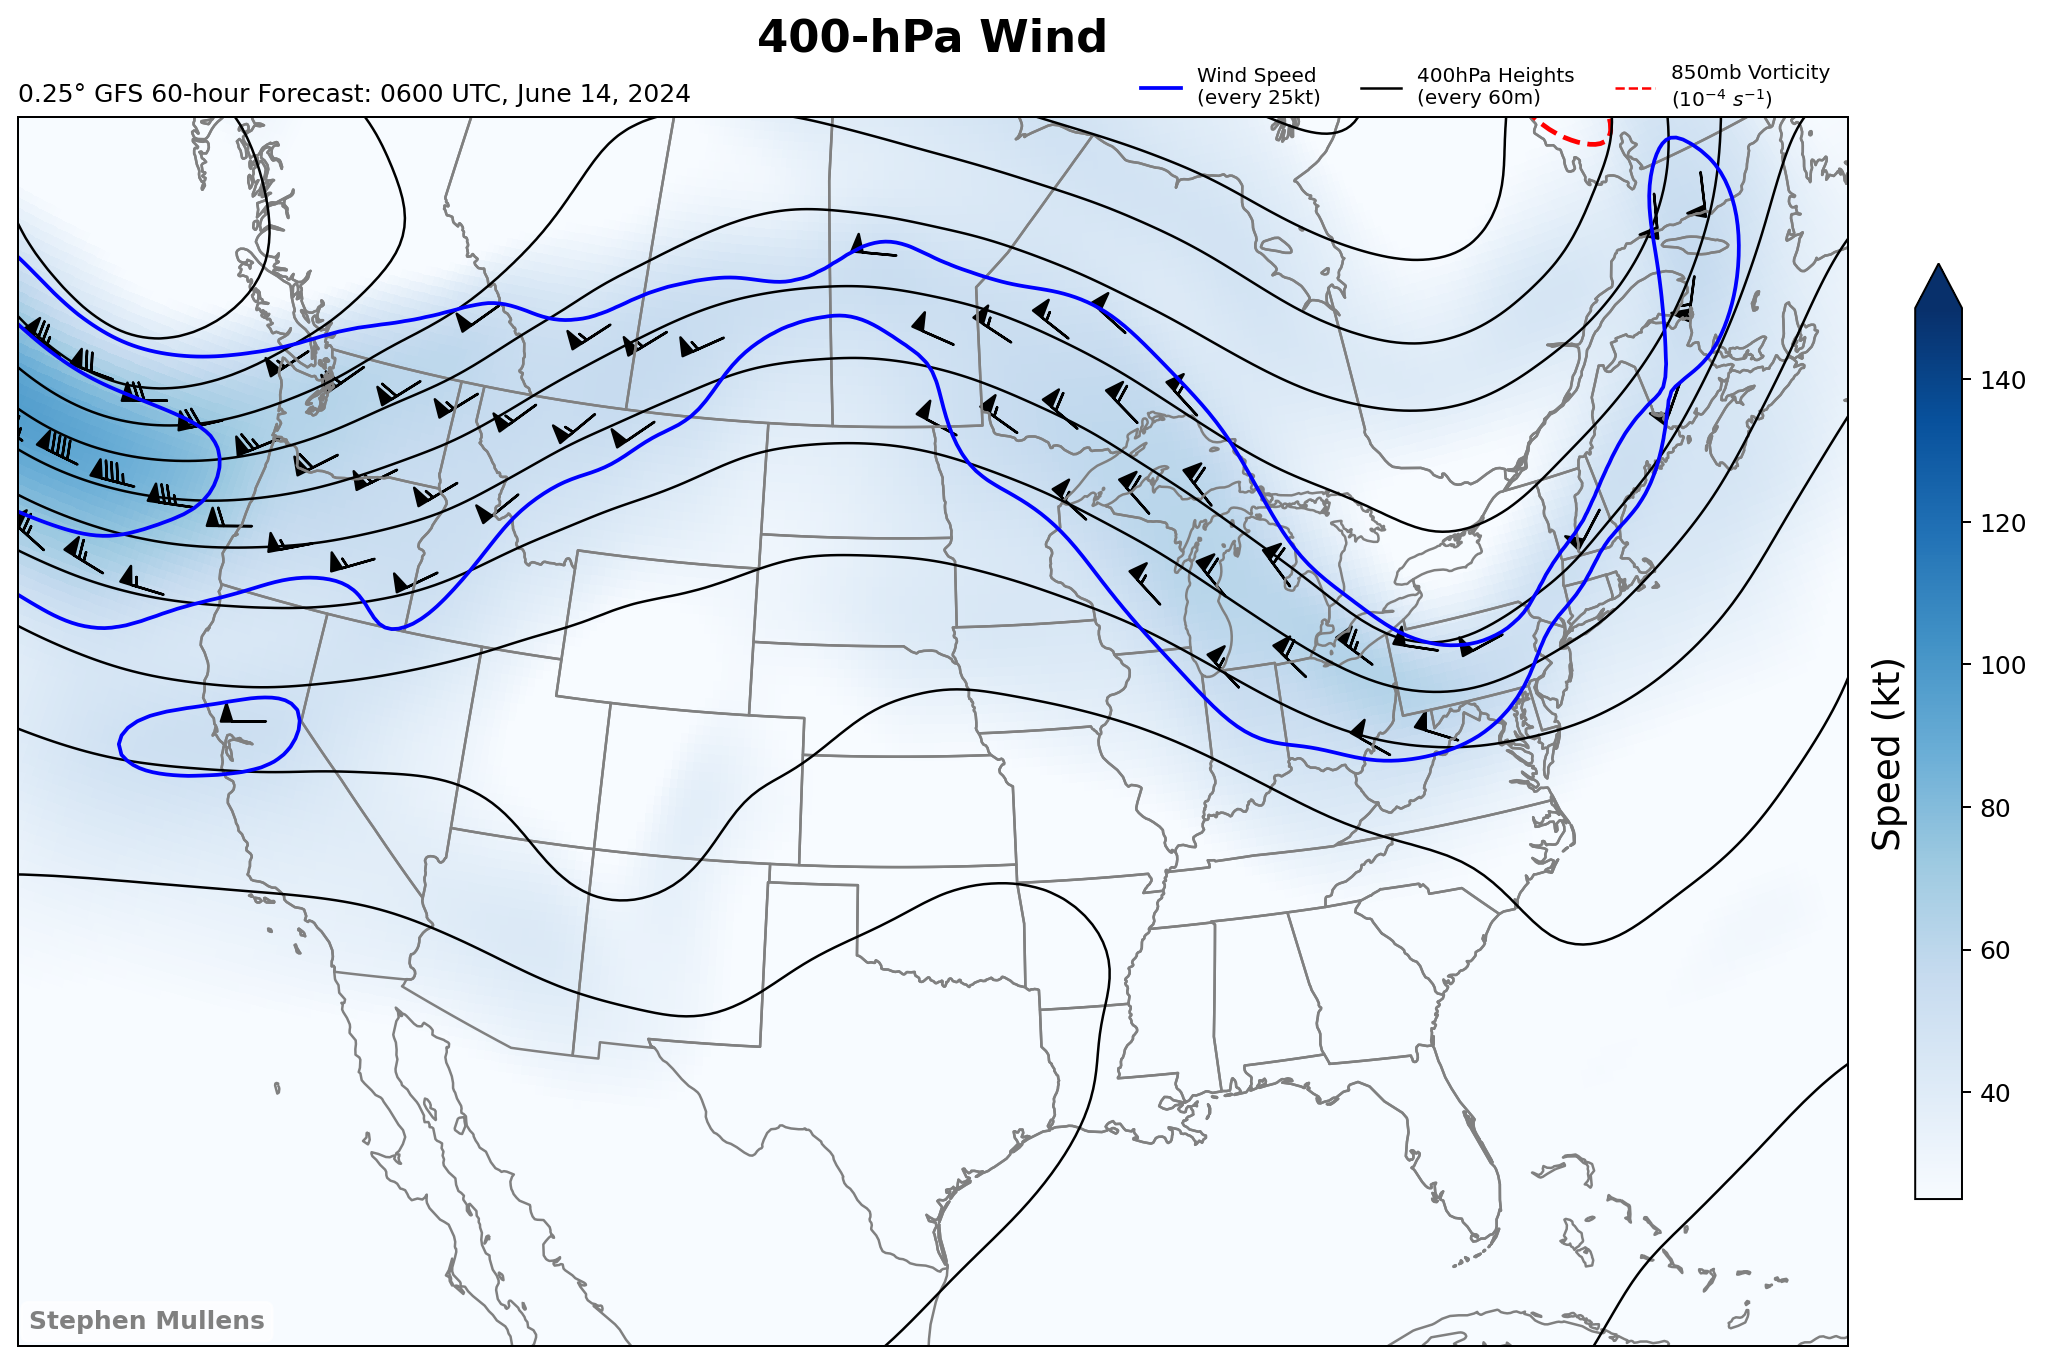 400-hPa Wind
0.25° GFS 60-hour Forecast: 0600 UTC, June 14, 2024
Wind Speed
(every 25kt)
400hPa Heights
(every 60m)
850mb Vorticity
(10⁻⁴ s⁻¹)
140
120
100
80
60
40
Speed (kt)
Stephen Mullens